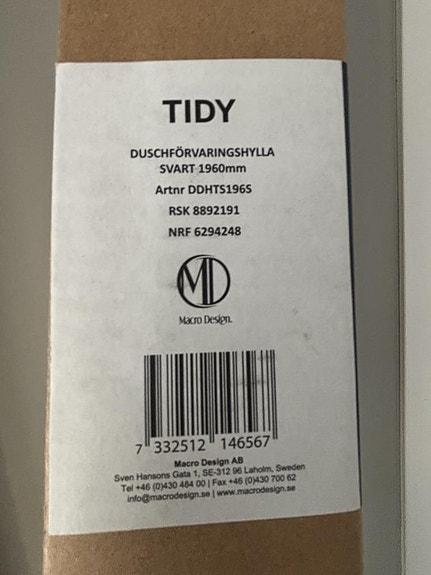 TIDY
DUSCHFÖRVARINGSHYLLA
SVART 1960mm
Artnr DDHTS196S
RSK 8892191
NRF 6294248
MD
Macro Design.
7 332512 146567
Macro Design AB
Sven Hansons Gata 1, SE-312 96 Laholm, Sweden
Tel +46 (0)430 484 00 | Fax +46 (0)430 700 62
info@macrodesign.se | www.macrodesign.se